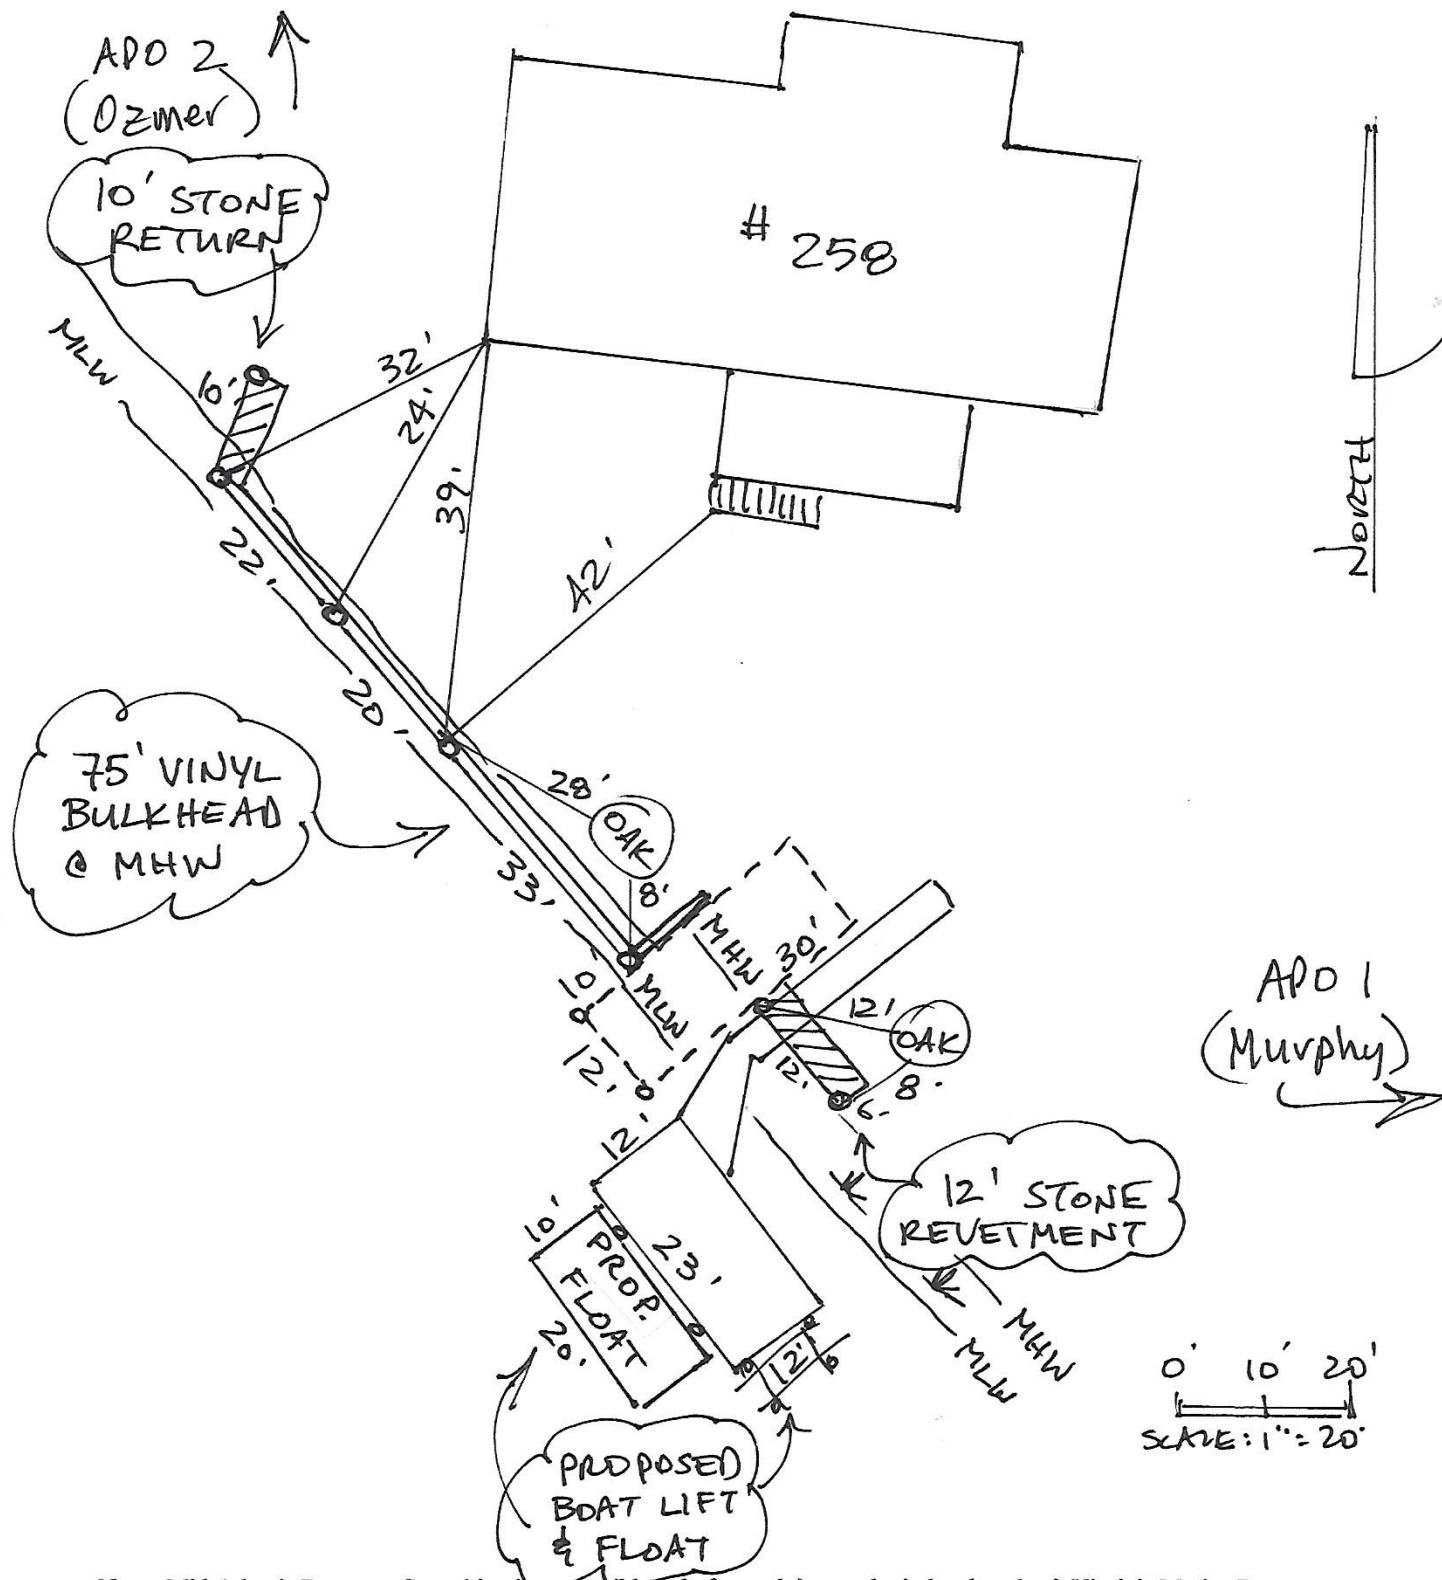 APO 2
(Ozmer)
10' STONE
RETURN
# 258
MLW
10'
32'
24'
39'
42'
22'
20'
33'
NORTH
75' VINYL
BULKHEAD
@ MHW
28'
OAK
8'
MHW
30'
10'
MLW
12'
12'
OAK
12'
8'
6'
APO 1
(Murphy)
12'
12' STONE
REVETMENT
10'
PROP.
FLOAT
23'
20'
12'
MHW
MLW
0' 10' 20'
SCALE: 1" = 20'
PROPOSED
BOAT LIFT
& FLOAT